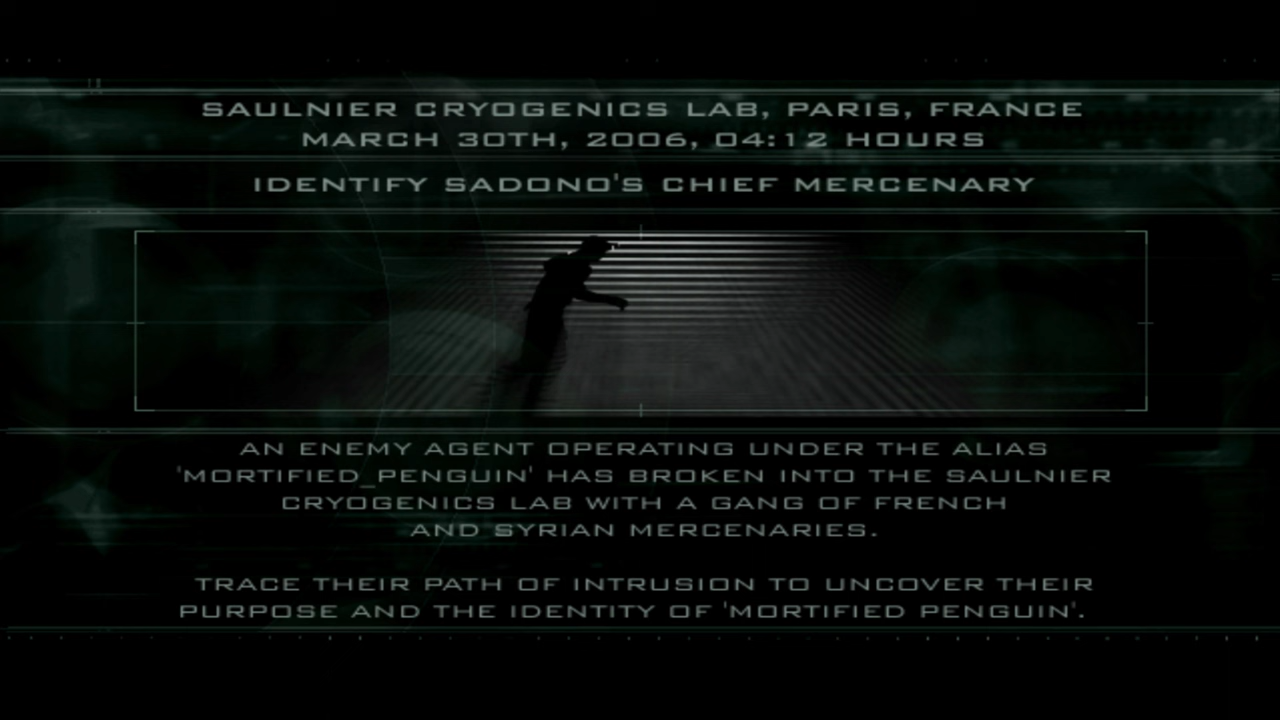 SAULNIER CRYOGENICS LAB, PARIS, FRANCE
MARCH 30TH, 2006, 04:12 HOURS
IDENTIFY SADONO'S CHIEF MERCENARY
AN ENEMY AGENT OPERATING UNDER THE ALIAS
'MORTIFIED_PENGUIN' HAS BROKEN INTO THE SAULNIER
CRYOGENICS LAB WITH A GANG OF FRENCH
AND SYRIAN MERCENARIES.
TRACE THEIR PATH OF INTRUSION TO UNCOVER THEIR
PURPOSE AND THE IDENTITY OF 'MORTIFIED PENGUIN'.